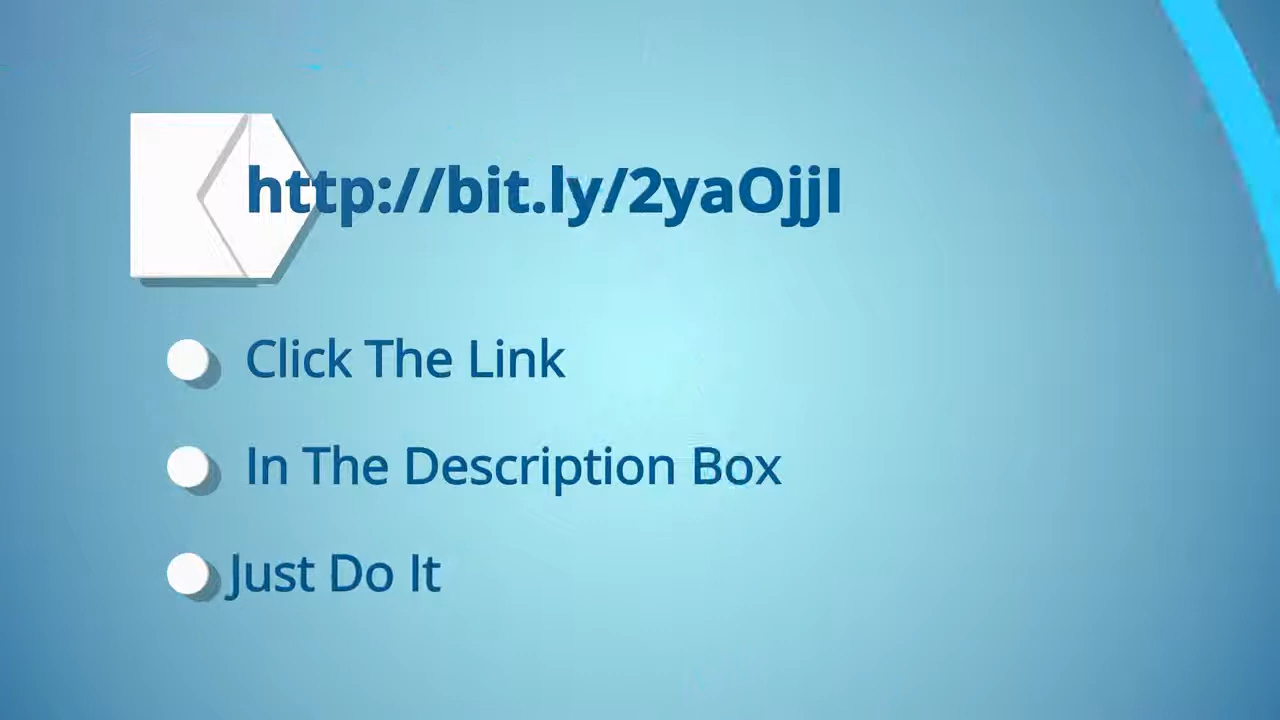 http://bit.ly/2yaOjjI
Click The Link
In The Description Box
Just Do It